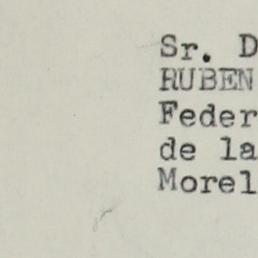 Sr. D
RUBEN
Feder
de la
Morel